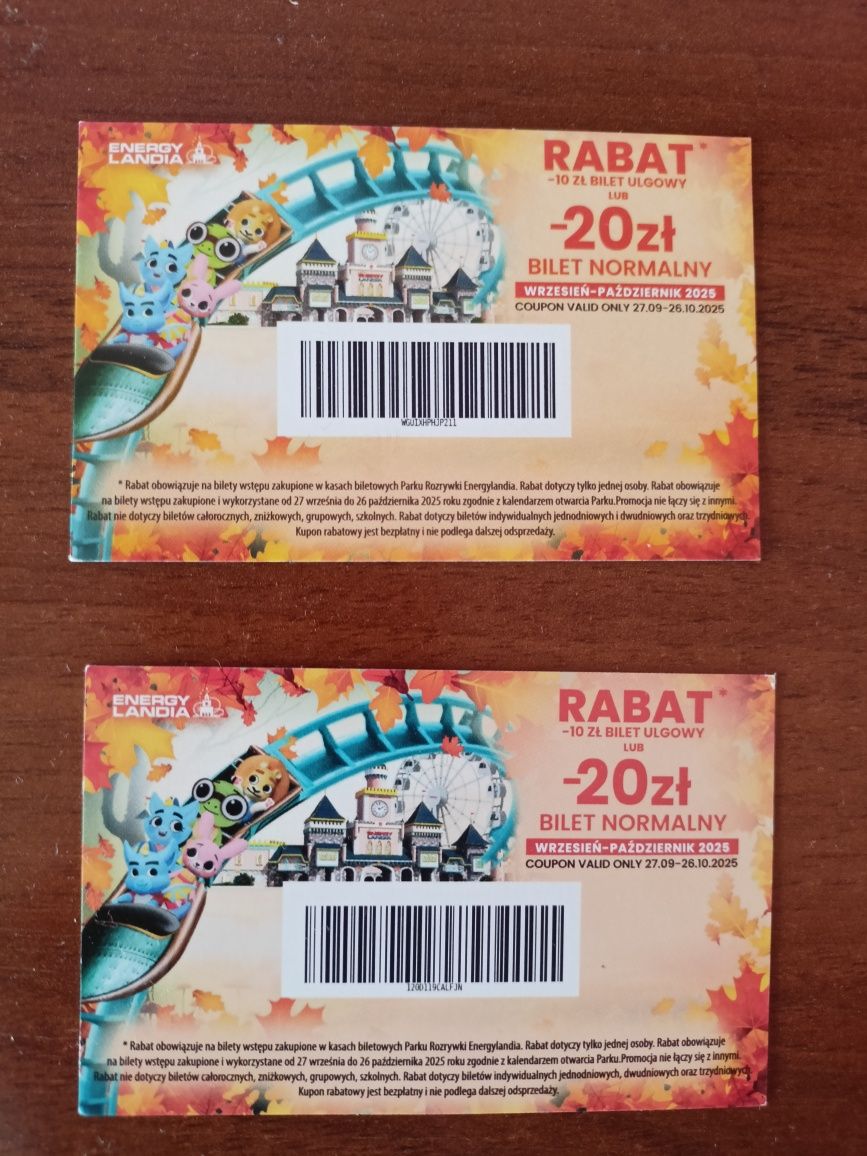 ENERGY
LANDIA
RABAT*
-10 ZŁ BILET ULGOWY
LUB
-20zł
BILET NORMALNY
WRZESIEŃ-PAŹDZIERNIK 2025
COUPON VALID ONLY 27.09-26.10.2025
WGUIXHPHJP211
* Rabat obowiązuje na bilety wstępu zakupione w kasach biletowych Parku Rozrywki Energylandia. Rabat dotyczy tylko jednej osoby. Rabat obowiązuje
na bilety wstępu zakupione i wykorzystane od 27 września do 26 października 2025 roku zgodnie z kalendarzem otwarcia Parku.Promocja nie łączy się z innymi.
Rabat nie dotyczy biletów całorocznych, zniżkowych, grupowych, szkolnych. Rabat dotyczy biletów indywidualnych jednodniowych i dwudniowych oraz trzydniowych.
Kupon rabatowy jest bezpłatny i nie podlega dalszej odsprzedaży.
ENERGY
LANDIA
RABAT*
-10 ZŁ BILET ULGOWY
LUB
-20zł
BILET NORMALNY
WRZESIEŃ-PAŹDZIERNIK 2025
COUPON VALID ONLY 27.09-26.10.2025
120D119CALFJN
* Rabat obowiązuje na bilety wstępu zakupione w kasach biletowych Parku Rozrywki Energylandia. Rabat dotyczy tylko jednej osoby. Rabat obowiązuje
na bilety wstępu zakupione i wykorzystane od 27 września do 26 października 2025 roku zgodnie z kalendarzem otwarcia Parku.Promocja nie łączy się z innymi.
Rabat nie dotyczy biletów całorocznych, zniżkowych, grupowych, szkolnych. Rabat dotyczy biletów indywidualnych jednodniowych, dwudniowych oraz trzydniowych.
Kupon rabatowy jest bezpłatny i nie podlega dalszej odsprzedaży.